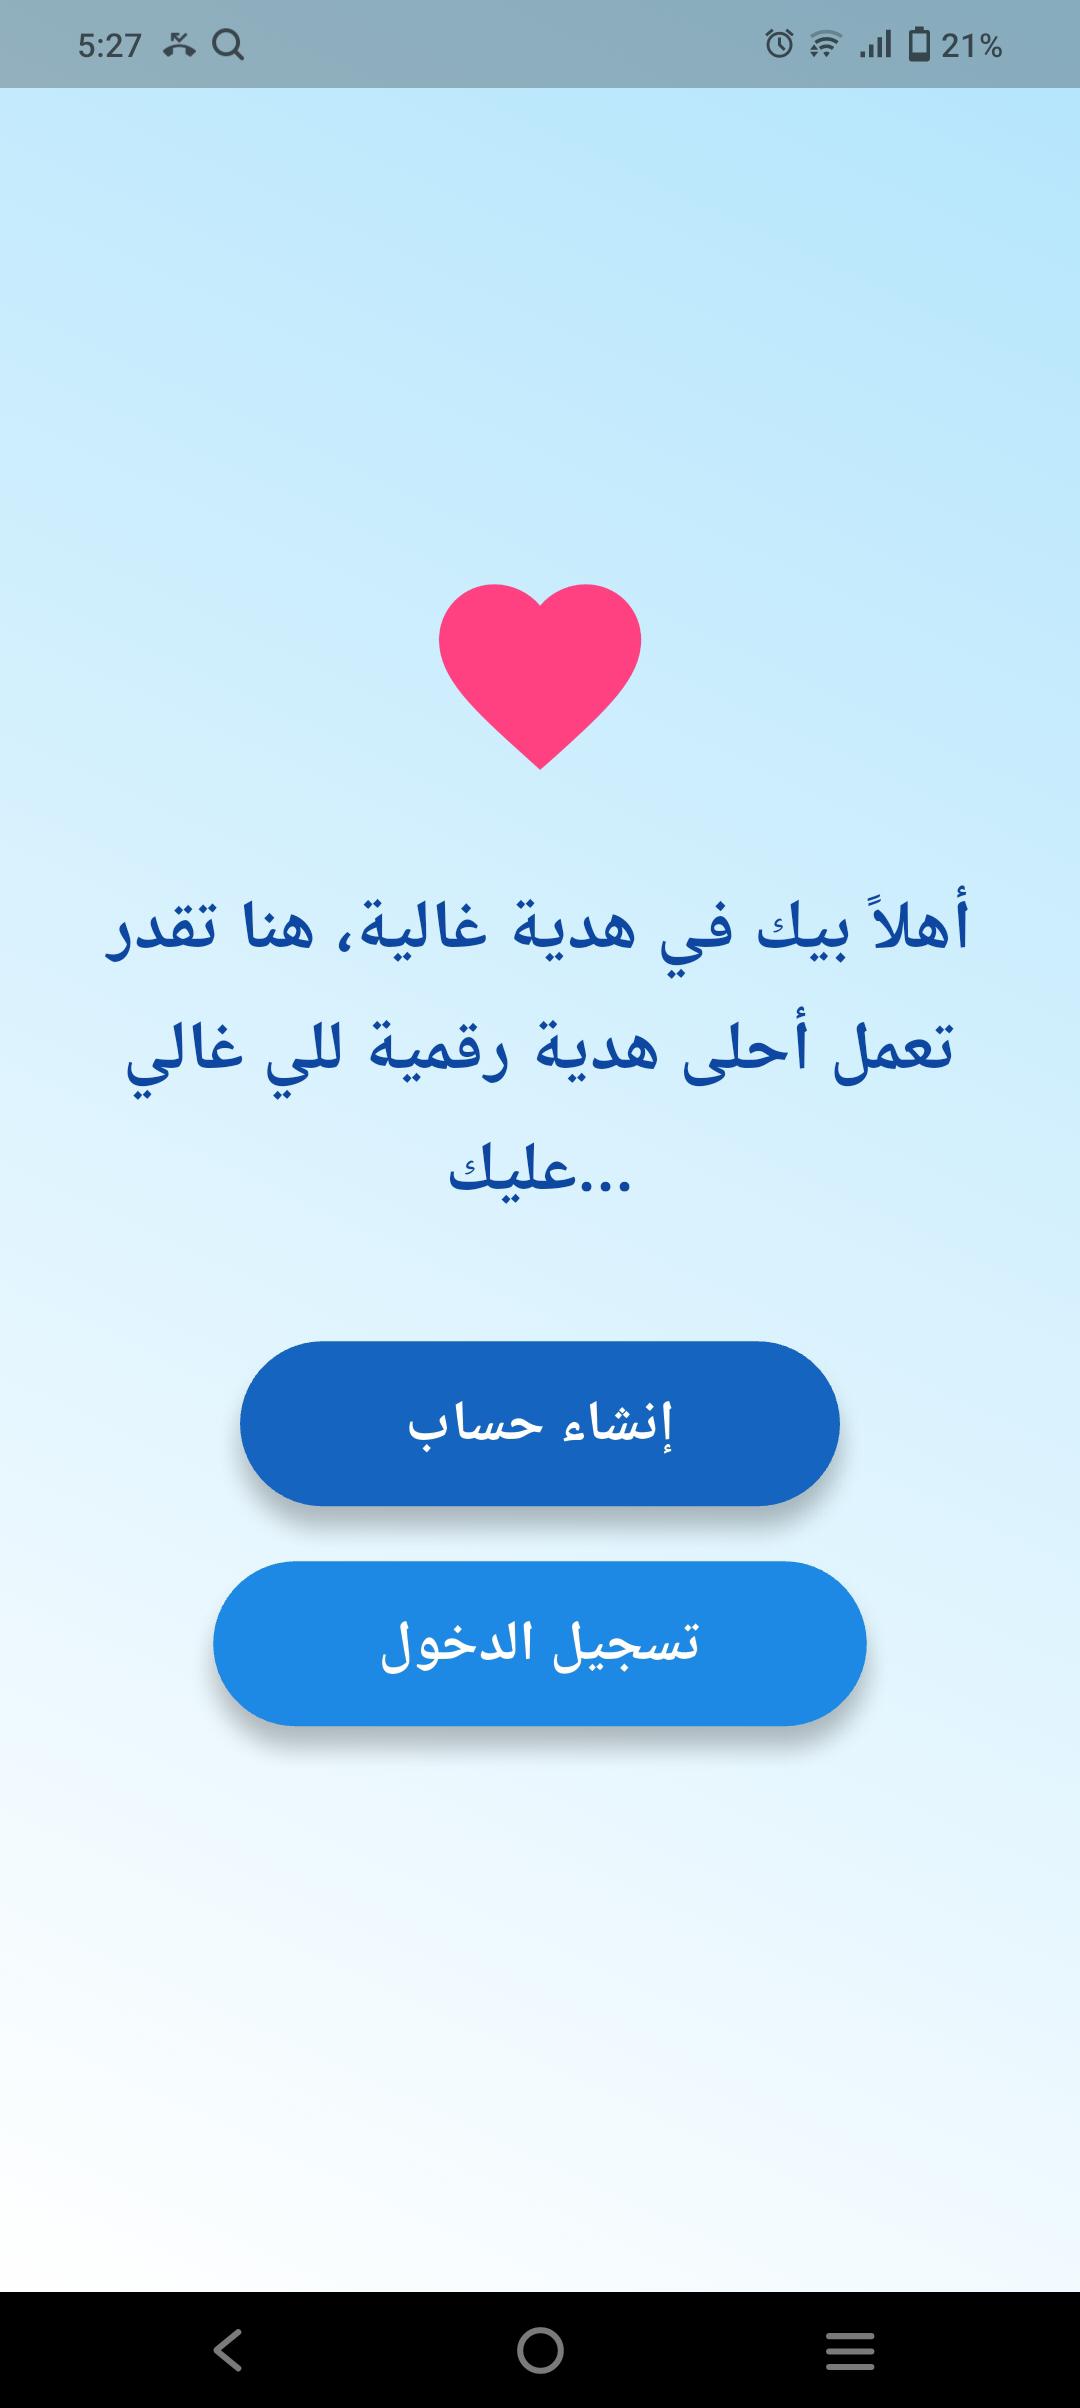 5:27
21%
أهلاً بيك في هدية غالية، هنا تقدر
تعمل أحلى هدية رقمية للي غالي
...عليك
إنشاء حساب
تسجيل الدخول